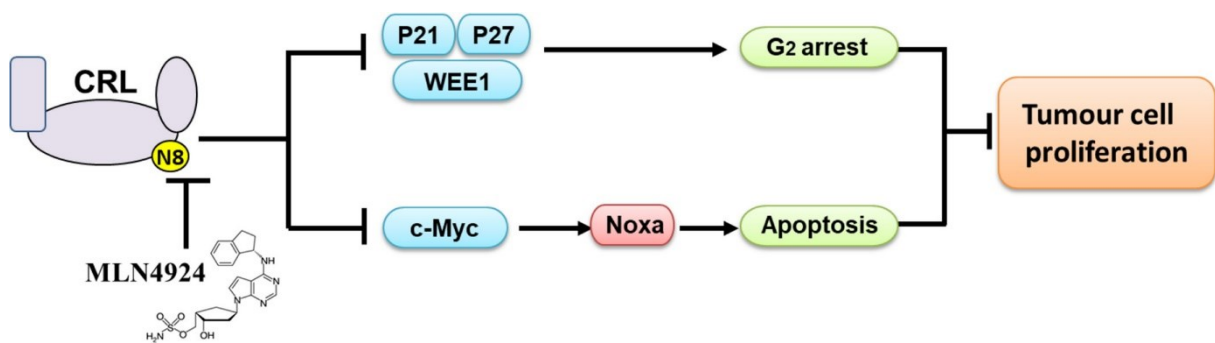 CRL
N8
MLN4924
P21 P27
WEE1
G2 arrest
c-Myc
Noxa
Apoptosis
Tumour cell
proliferation
NH
N
N
N
O
O
S
H₂N
O
OH